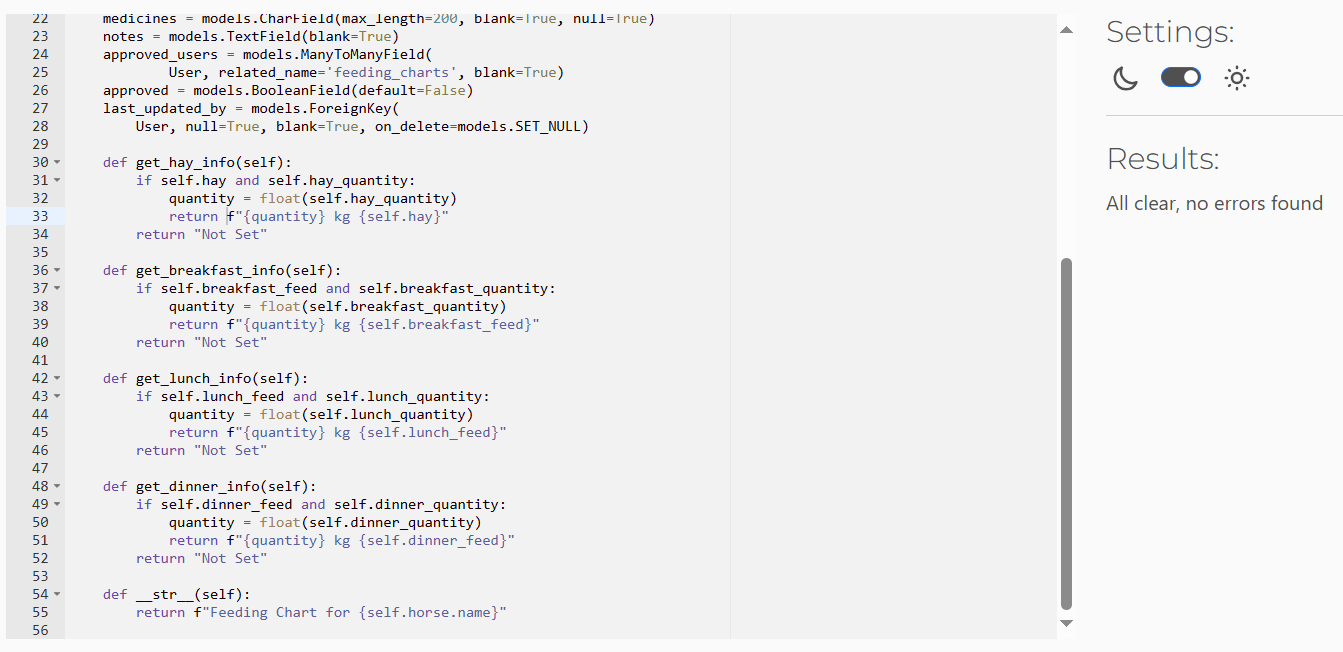 22 medicines = models.CharField(max_length=200, blank=True, null=True)
23 notes = models.TextField(blank=True)
24 approved_users = models.ManyToManyField(
25 User, related_name='feeding_charts', blank=True)
26 approved = models.BooleanField(default=False)
27 last_updated_by = models.ForeignKey(
28 User, null=True, blank=True, on_delete=models.SET_NULL)
29
30 def get_hay_info(self):
31 if self.hay and self.hay_quantity:
32 quantity = float(self.hay_quantity)
33 return f"{quantity} kg {self.hay}"
34 return "Not Set"
35
36 def get_breakfast_info(self):
37 if self.breakfast_feed and self.breakfast_quantity:
38 quantity = float(self.breakfast_quantity)
39 return f"{quantity} kg {self.breakfast_feed}"
40 return "Not Set"
41
42 def get_lunch_info(self):
43 if self.lunch_feed and self.lunch_quantity:
44 quantity = float(self.lunch_quantity)
45 return f"{quantity} kg {self.lunch_feed}"
46 return "Not Set"
47
48 def get_dinner_info(self):
49 if self.dinner_feed and self.dinner_quantity:
50 quantity = float(self.dinner_quantity)
51 return f"{quantity} kg {self.dinner_feed}"
52 return "Not Set"
53
54 def __str__(self):
55 return f"Feeding Chart for {self.horse.name}"
56
Settings:
Results:
All clear, no errors found